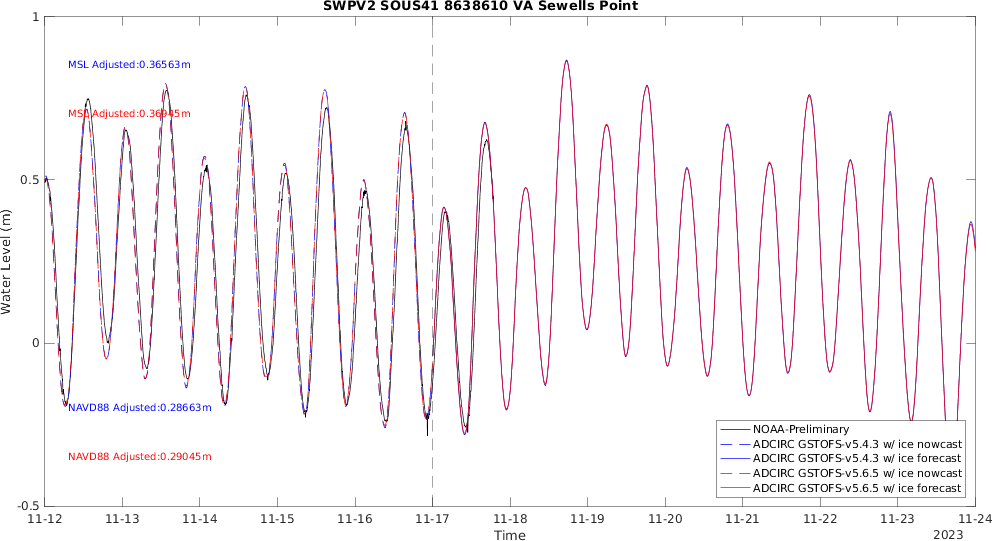 SWPV2 SOUS41 8638610 VA Sewells Point
1
MSL Adjusted:0.36563m
MSL Adjusted:0.36945m
0.5
Water Level (m)
0
NAVD88 Adjusted:0.28663m
NAVD88 Adjusted:0.29045m
-0.5
NOAA-Preliminary
ADCIRC GSTOFS-v5.4.3 w/ ice nowcast
ADCIRC GSTOFS-v5.4.3 w/ ice forecast
ADCIRC GSTOFS-v5.6.5 w/ ice nowcast
ADCIRC GSTOFS-v5.6.5 w/ ice forecast
11-12 11-13 11-14 11-15 11-16 11-17 11-18 11-19 11-20 11-21 11-22 11-23 11-24
Time
2023